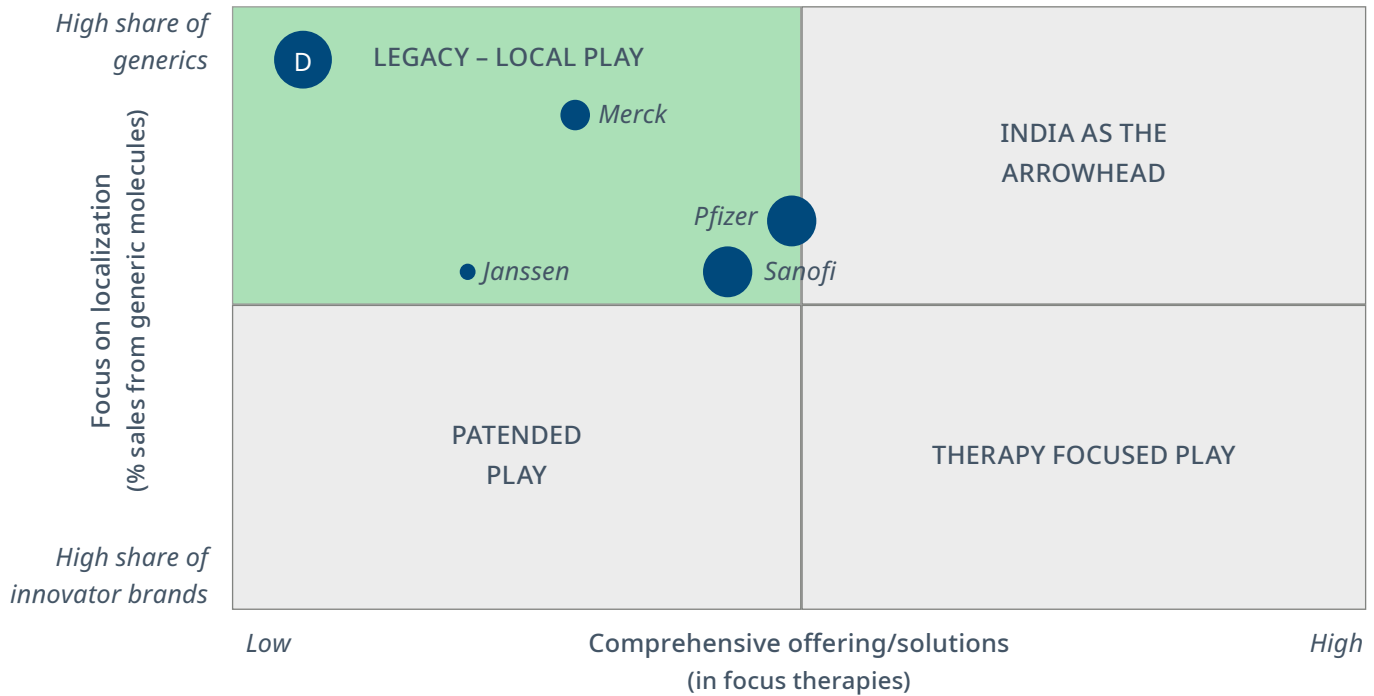 High share of
generics
D
LEGACY – LOCAL PLAY
Merck
INDIA AS THE
ARROWHEAD
Pfizer
Janssen
Sanofi
Focus on localization
(% sales from generic molecules)
PATENDED
PLAY
THERAPY FOCUSED PLAY
High share of
innovator brands
Low
Comprehensive offering/solutions
(in focus therapies)
High